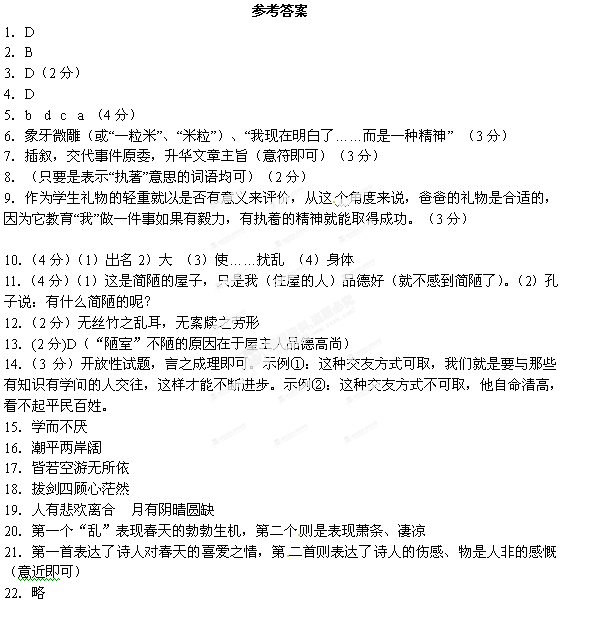 参考答案
1. D
2. B
3. D（2分）
4. D
5. b d c a （4分）
6. 象牙微雕（或“一粒米”、“米粒”）、“我现在明白了……而是一种精神” （3分）
7. 插叙，交代事件原委，升华文章主旨（意符即可）（3分）
8. （只要是表示“执著”意思的词语均可）（2分）
9. 作为学生礼物的轻重就以是否有意义来评价，从这个角度来说，爸爸的礼物是合适的，
因为它教育“我”做一件事如果有毅力，有执着的精神就能取得成功。（3分）
10.（4分）（1）出名 2）大 （3）使……扰乱 （4）身体
11.（4分）（1）这是简陋的屋子，只是我（住屋的人）品德好（就不感到简陋了）。（2）孔
子说：有什么简陋的呢？
12.（2分）无丝竹之乱耳，无案牍之劳形
13.（2分)D（“陋室”不陋的原因在于屋主人品德高尚）
14.（3 分）开放性试题，言之成理即可。示例①：这种交友方式可取，我们就是要与那些
有知识有学问的人交往，这样才能不断进步。示例②：这种交友方式不可取，他自命清高，
看不起平民百姓。
15. 学而不厌
16. 潮平两岸阔
17. 皆若空游无所依
18. 拔剑四顾心茫然
19. 人有悲欢离合 月有阴晴圆缺
20. 第一个“乱”表现春天的勃勃生机，第二个则是表现萧条、凄凉
21. 第一首表达了诗人对春天的喜爱之情，第二首则表达了诗人的伤感、物是人非的感慨
（意近即可）
22. 略